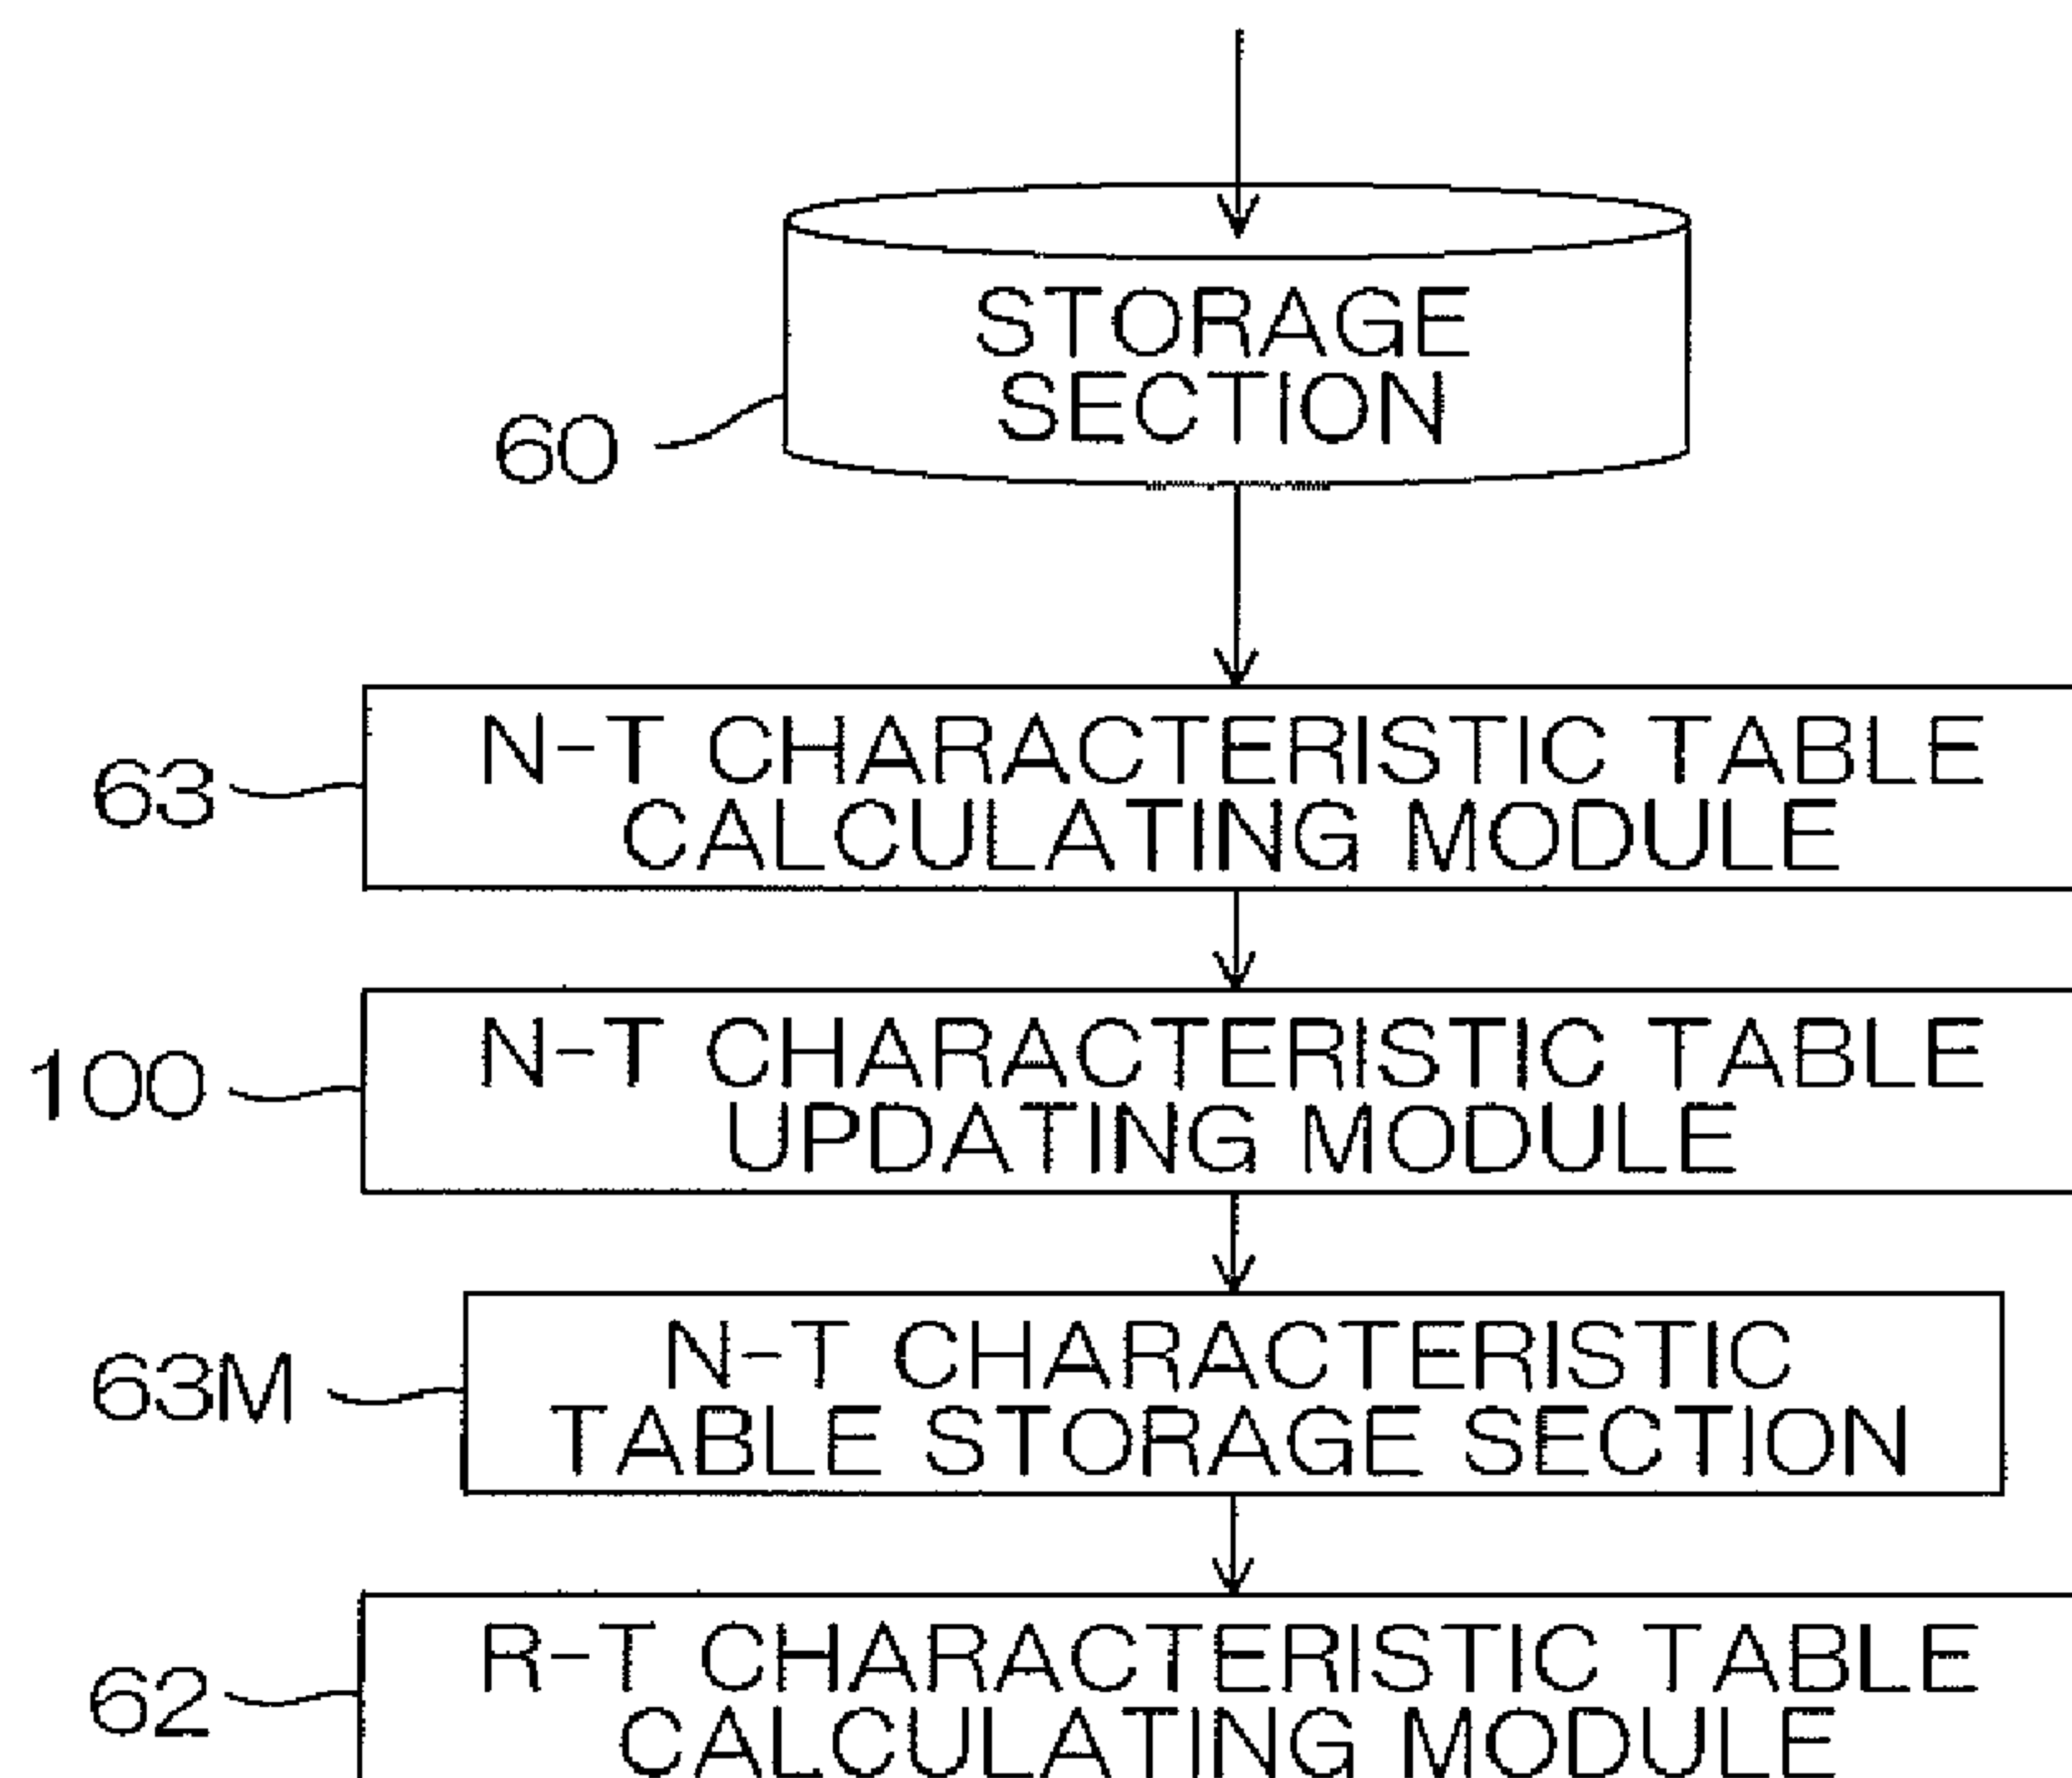 STORAGE
SECTION
60
63
N-T CHARACTERISTIC TABLE
CALCULATING MODULE
100
N-T CHARACTERISTIC TABLE
UPDATING MODULE
63M
N-T CHARACTERISTIC
TABLE STORAGE SECTION
62
R-T CHARACTERISTIC TABLE
CALCULATING MODULE